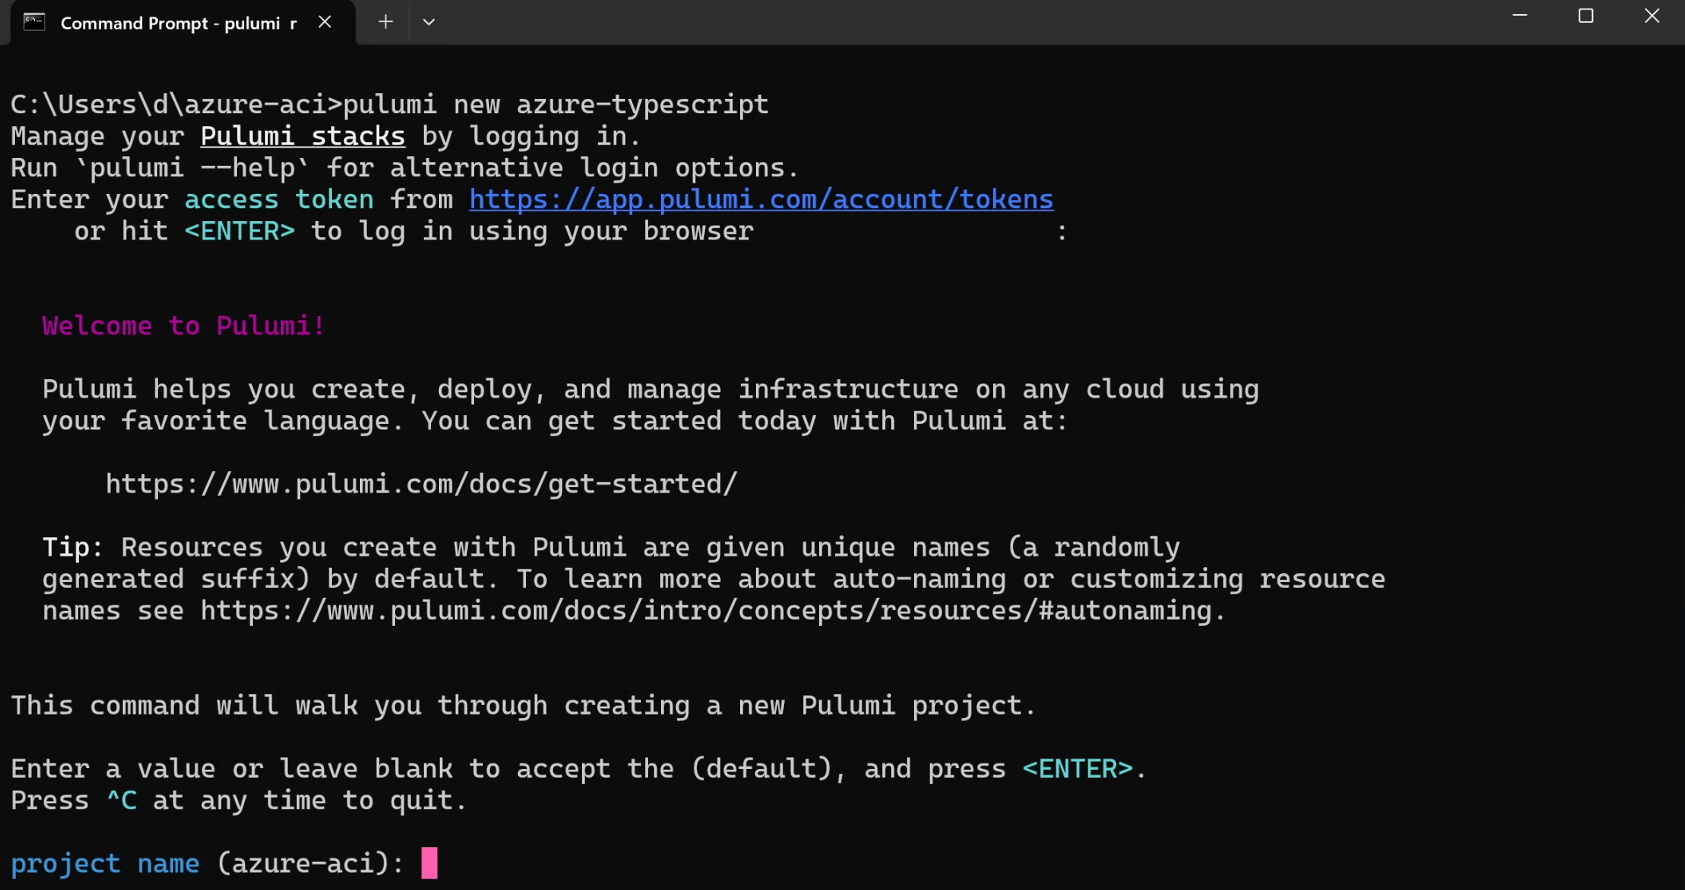 Command Prompt - pulumi r
C:\Users\d\azure-aci>pulumi new azure-typescript
Manage your Pulumi stacks by logging in.
Run `pulumi --help` for alternative login options.
Enter your access token from https://app.pulumi.com/account/tokens
or hit <ENTER> to log in using your browser :
Welcome to Pulumi!
Pulumi helps you create, deploy, and manage infrastructure on any cloud using
your favorite language. You can get started today with Pulumi at:
https://www.pulumi.com/docs/get-started/
Tip: Resources you create with Pulumi are given unique names (a randomly
generated suffix) by default. To learn more about auto-naming or customizing resource
names see https://www.pulumi.com/docs/intro/concepts/resources/#autonaming.
This command will walk you through creating a new Pulumi project.
Enter a value or leave blank to accept the (default), and press <ENTER>.
Press ^C at any time to quit.
project name (azure-aci):